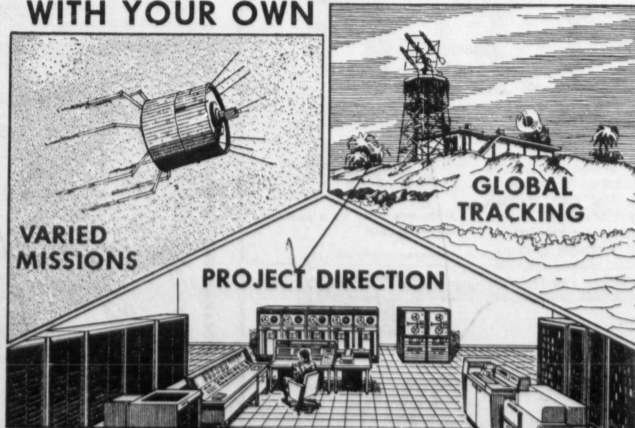 WITH YOUR OWN
VARIED
MISSIONS
GLOBAL
TRACKING
PROJECT DIRECTION